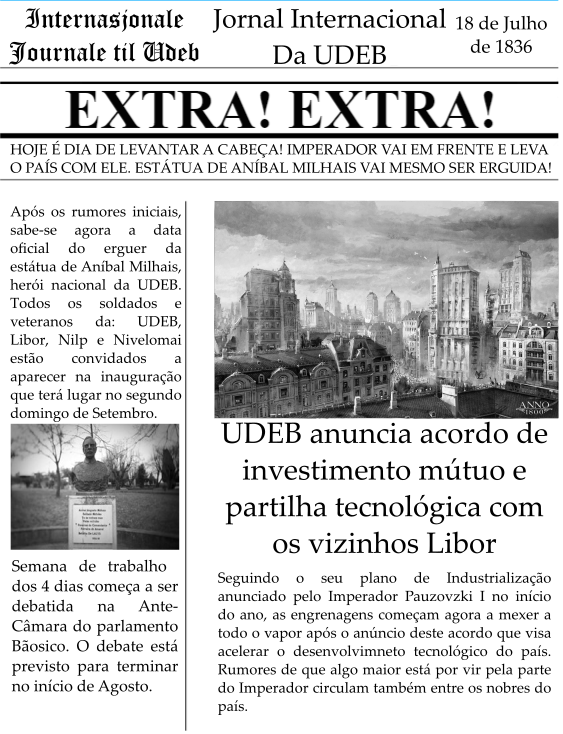 Internasjonale
Journale til Udeb
Jornal Internacional
Da UDEB
18 de Julho
de 1836
EXTRA! EXTRA!
HOJE É DIA DE LEVANTAR A CABEÇA! IMPERADOR VAI EM FRENTE E LEVA
O PAÍS COM ELE. ESTÁTUA DE ANÍBAL MILHAIS VAI MESMO SER ERGUIDA!
Após os rumores iniciais,
sabe-se agora a data
oficial do erguer da
estátua de Aníbal Milhais,
herói nacional da UDEB.
Todos os soldados e
veteranos da: UDEB,
Libor, Nilp e Nivelomai
estão convidados a
aparecer na inauguração
que terá lugar no segundo
domingo de Setembro.
Semana de trabalho
dos 4 dias começa a ser
debatida na Ante-
Câmara do parlamento
Bãosico. O debate está
previsto para terminar
no início de Agosto.
ANNO
1800
UDEB anuncia acordo de
investimento mútuo e
partilha tecnológica com
os vizinhos Libor
Seguindo o seu plano de Industrialização
anunciado pelo Imperador Pauzovzki I no início
do ano, as engrenagens começam agora a mexer a
todo o vapor após o anúncio deste acordo que visa
acelerar o desenvolvimneto tecnológico do país.
Rumores de que algo maior está por vir pela parte
do Imperador circulam também entre os nobres do
país.